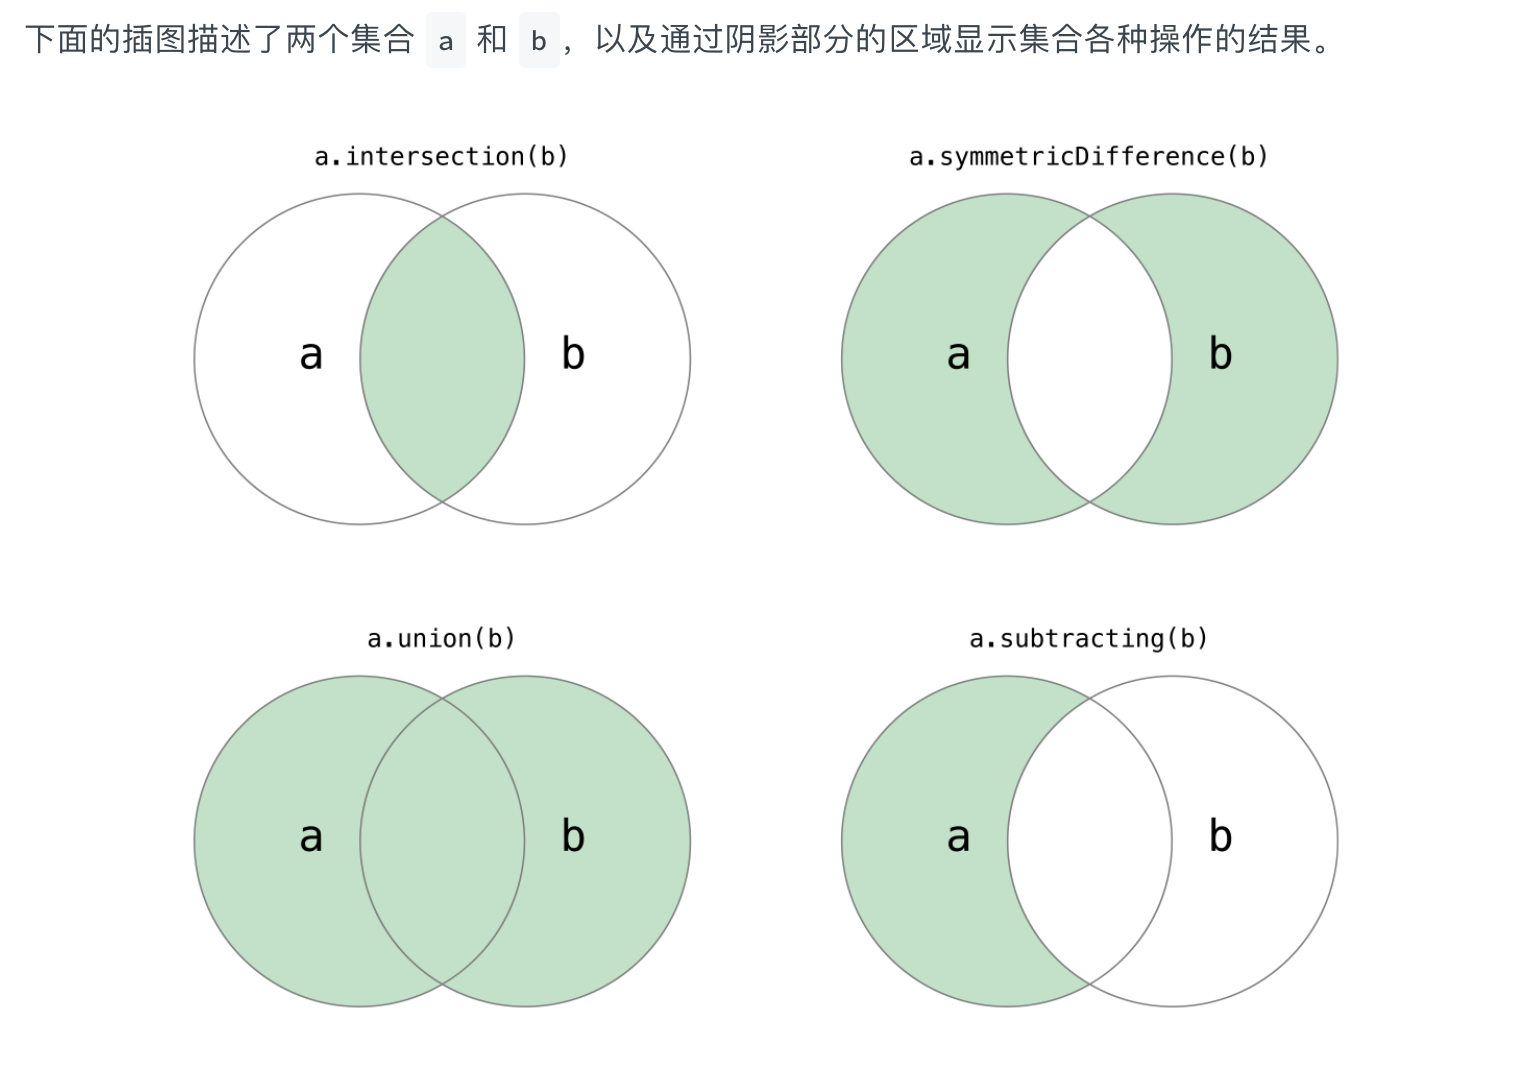 下面的插图描述了两个集合 a 和 b ，以及通过阴影部分的区域显示集合各种操作的结果。
a.intersection(b)
a.symmetricDifference(b)
a
b
a
b
a.union(b)
a.subtracting(b)
a
b
a
b